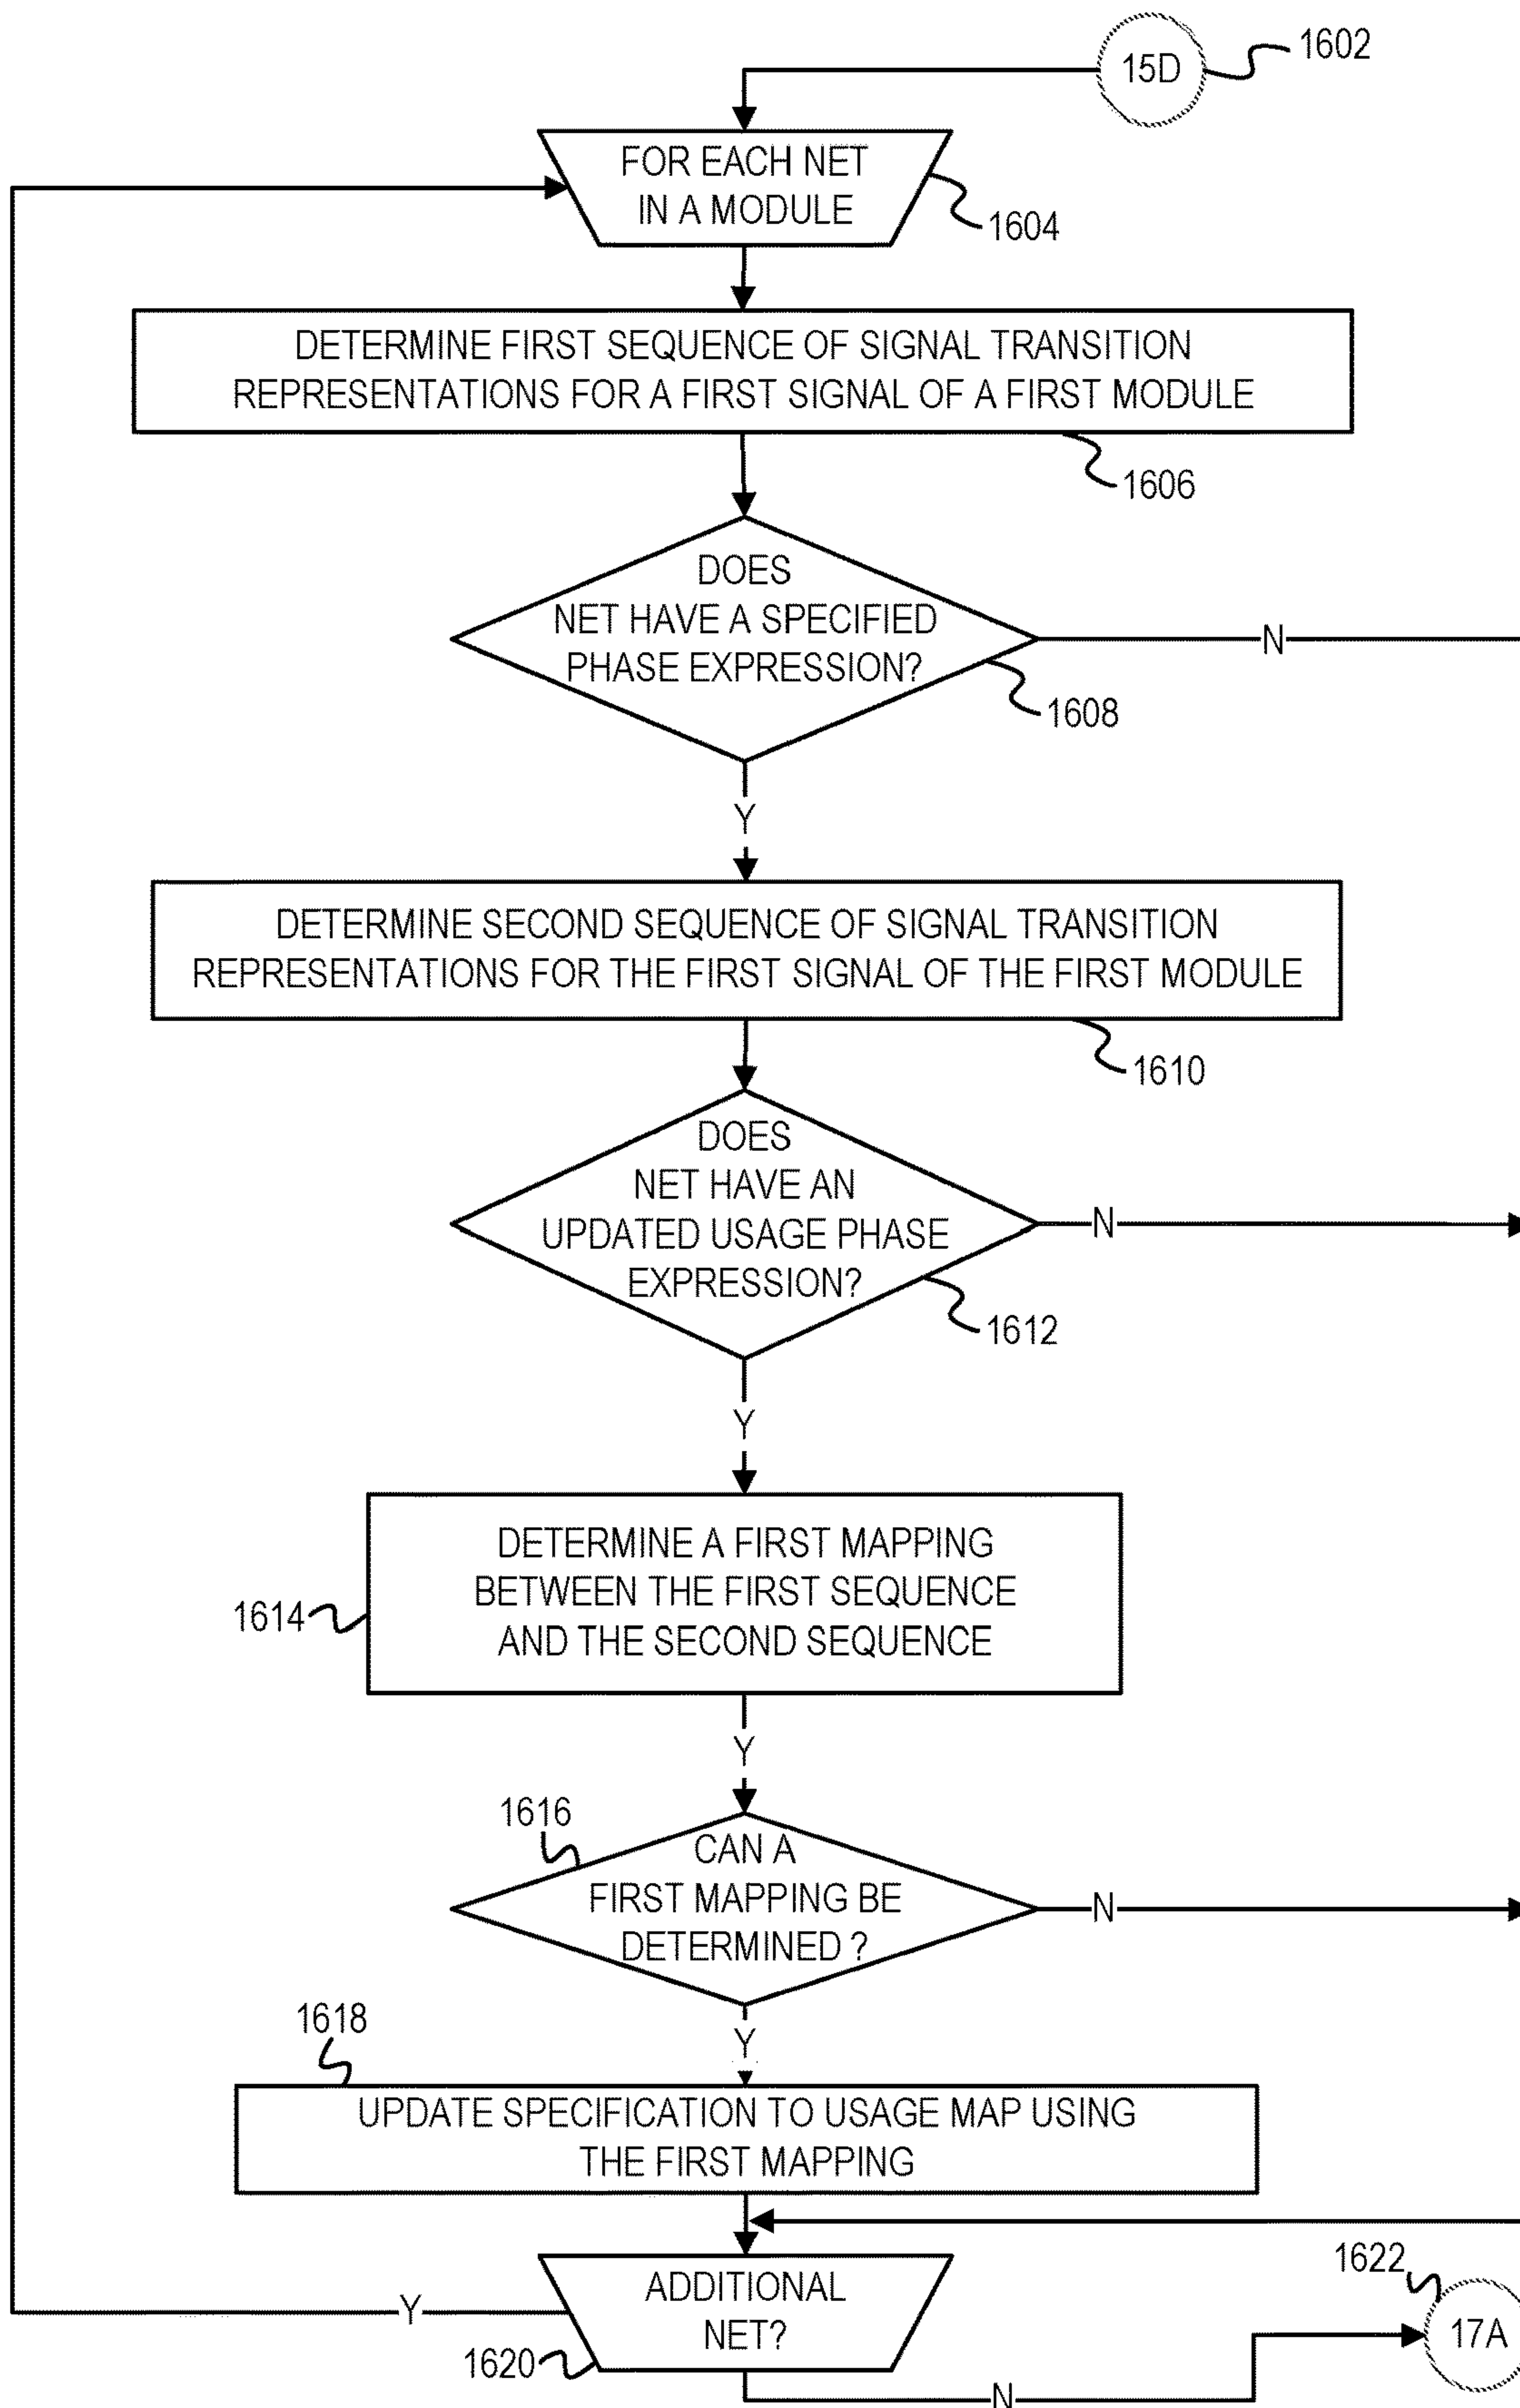 15D
1602
FOR EACH NET
IN A MODULE
1604
DETERMINE FIRST SEQUENCE OF SIGNAL TRANSITION
REPRESENTATIONS FOR A FIRST SIGNAL OF A FIRST MODULE
1606
DOES
NET HAVE A SPECIFIED
PHASE EXPRESSION?
N
1608
Y
DETERMINE SECOND SEQUENCE OF SIGNAL TRANSITION
REPRESENTATIONS FOR THE FIRST SIGNAL OF THE FIRST MODULE
1610
DOES
NET HAVE AN
UPDATED USAGE PHASE
EXPRESSION?
N
1612
Y
DETERMINE A FIRST MAPPING
BETWEEN THE FIRST SEQUENCE
AND THE SECOND SEQUENCE
1614
Y
1616
CAN A
FIRST MAPPING BE
DETERMINED ?
N
Y
1618
UPDATE SPECIFICATION TO USAGE MAP USING
THE FIRST MAPPING
ADDITIONAL
NET?
Y
1620
N
1622
17A